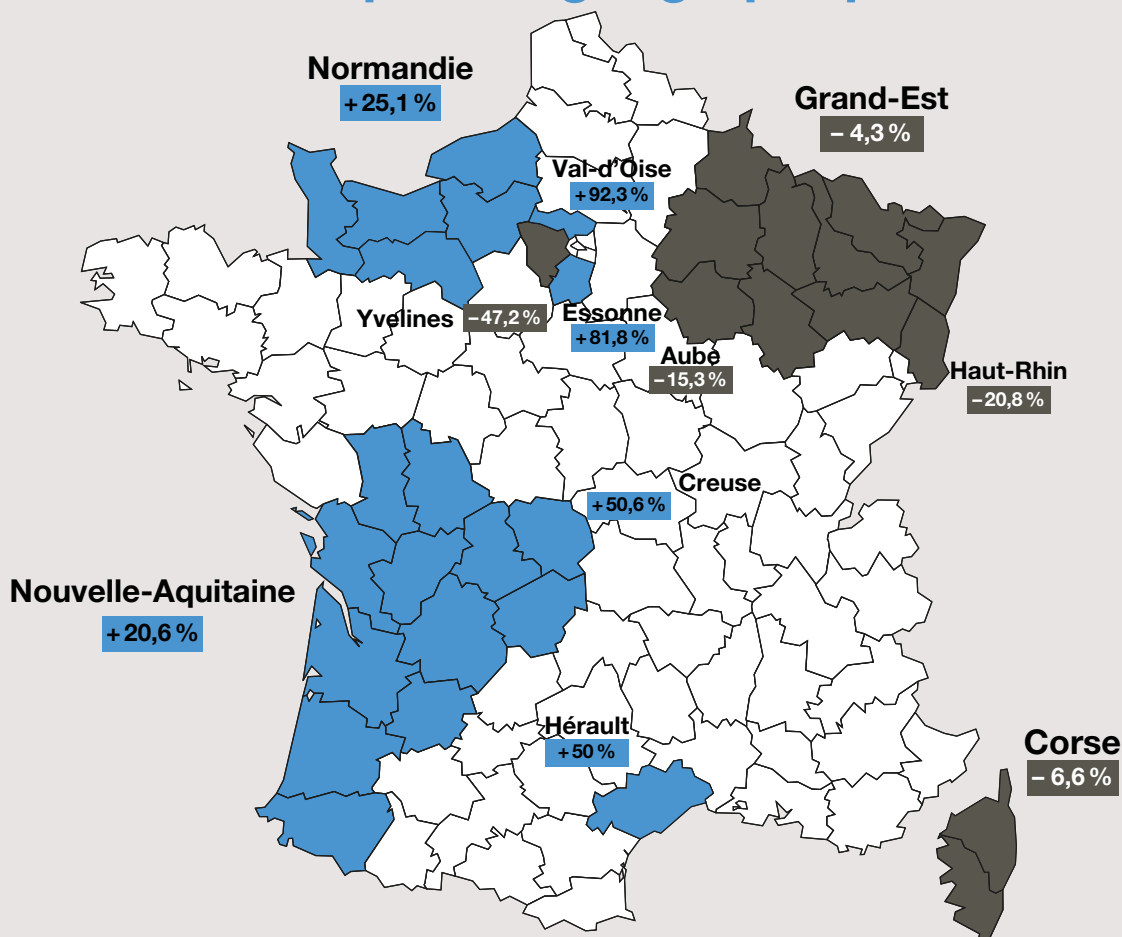 Normandie
+ 25,1 %
Grand-Est
– 4,3 %
Val-d'Oise
+ 92,3 %
Yvelines
– 47,2 %
Essonne
+ 81,8 %
Aube
– 15,3 %
Haut-Rhin
– 20,8 %
Creuse
+ 50,6 %
Nouvelle-Aquitaine
+ 20,6 %
Hérault
+ 50 %
Corse
– 6,6 %